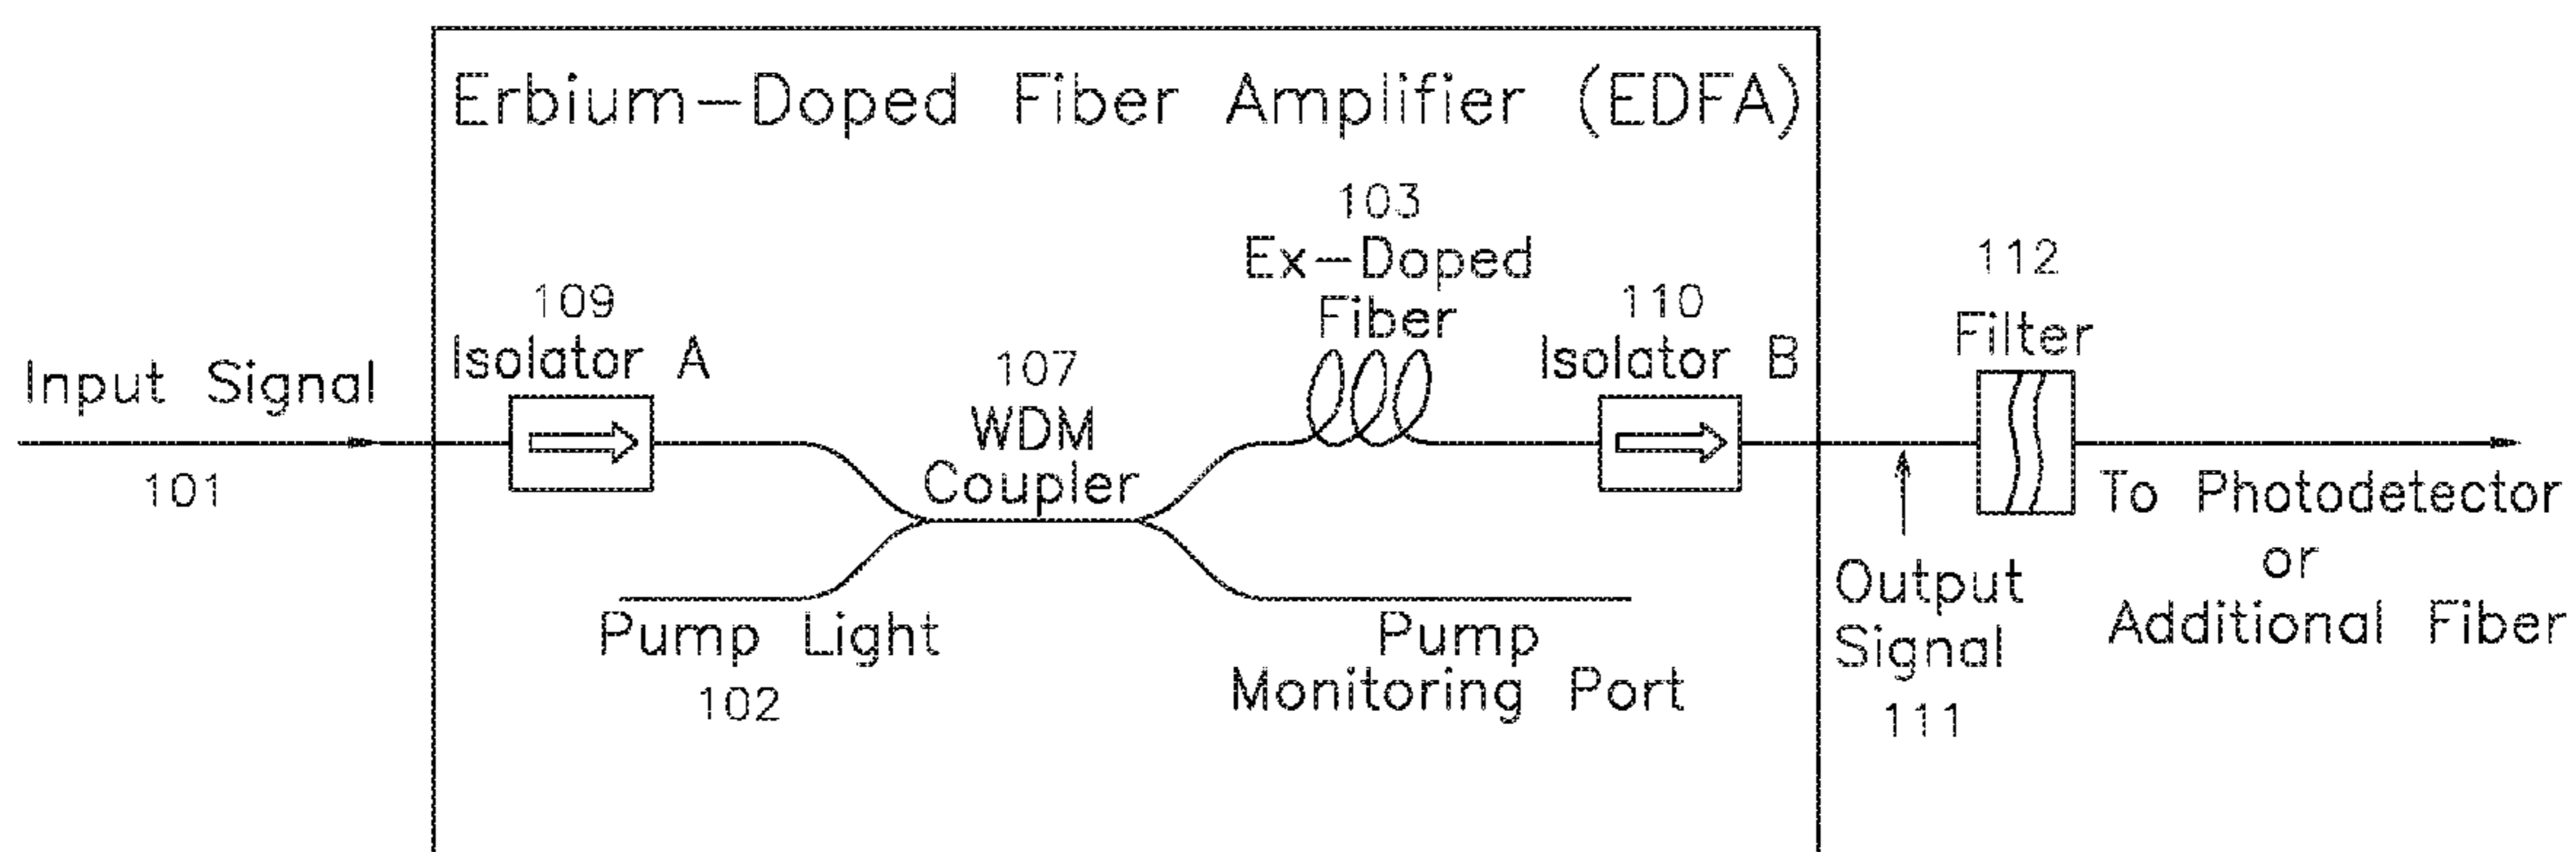 Erbium-Doped Fiber Amplifier (EDFA)
Input Signal
101
109
Isolator A
107
WDM
Coupler
Pump Light
102
103
Ex-Doped
Fiber
110
Isolator B
Pump
Monitoring Port
Output
Signal
111
112
Filter
To Photodetector
or
Additional Fiber